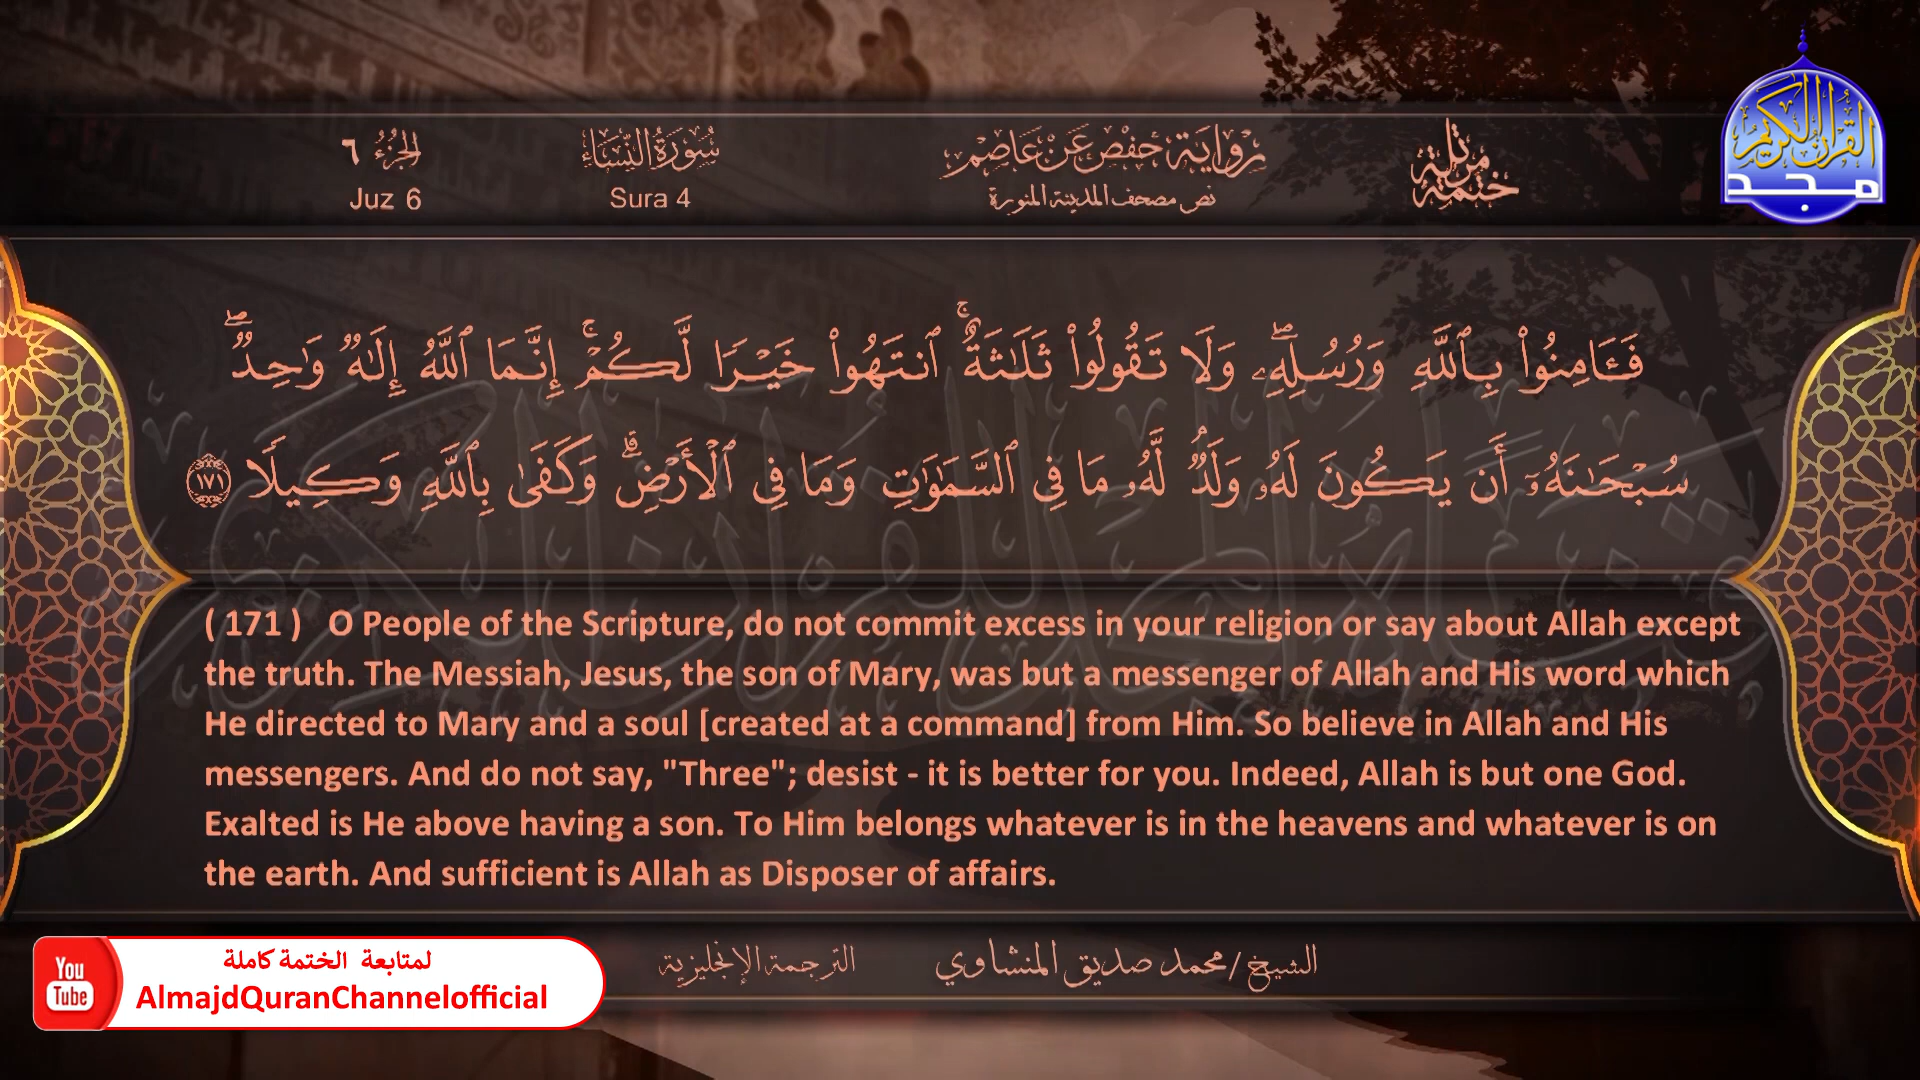 ختمة مرتلة
رواية حفص عن عاصم
نص مصحف المدينة المنورة
سورة النساء
Sura 4
الجزء ٦
Juz 6
القرآن الكريم
مجد
فَـَٔامِنُوا۟ بِٱللَّهِ وَرُسُلِهِۦۖ وَلَا تَقُولُوا۟ ثَلَٰثَةٌۚ ٱنتَهُوا۟ خَيْرًا لَّكُمْۚ إِنَّمَا ٱللَّهُ إِلَٰهٌ وَٰحِدٌۖ
سُبْحَٰنَهُۥٓ أَن يَكُونَ لَهُۥ وَلَدٌۘ لَّهُۥ مَا فِى ٱلسَّمَٰوَٰتِ وَمَا فِى ٱلْأَرْضِۗ وَكَفَىٰ بِٱللَّهِ وَكِيلًا ١٧١
( 171 ) O People of the Scripture, do not commit excess in your religion or say about Allah except
the truth. The Messiah, Jesus, the son of Mary, was but a messenger of Allah and His word which
He directed to Mary and a soul [created at a command] from Him. So believe in Allah and His
messengers. And do not say, "Three"; desist - it is better for you. Indeed, Allah is but one God.
Exalted is He above having a son. To Him belongs whatever is in the heavens and whatever is on
the earth. And sufficient is Allah as Disposer of affairs.
الشيخ / محمد صديق المنشاوي
الترجمة الإنجليزية
You
Tube
لمتابعة الختمة كاملة
AlmajdQuranChannelofficial